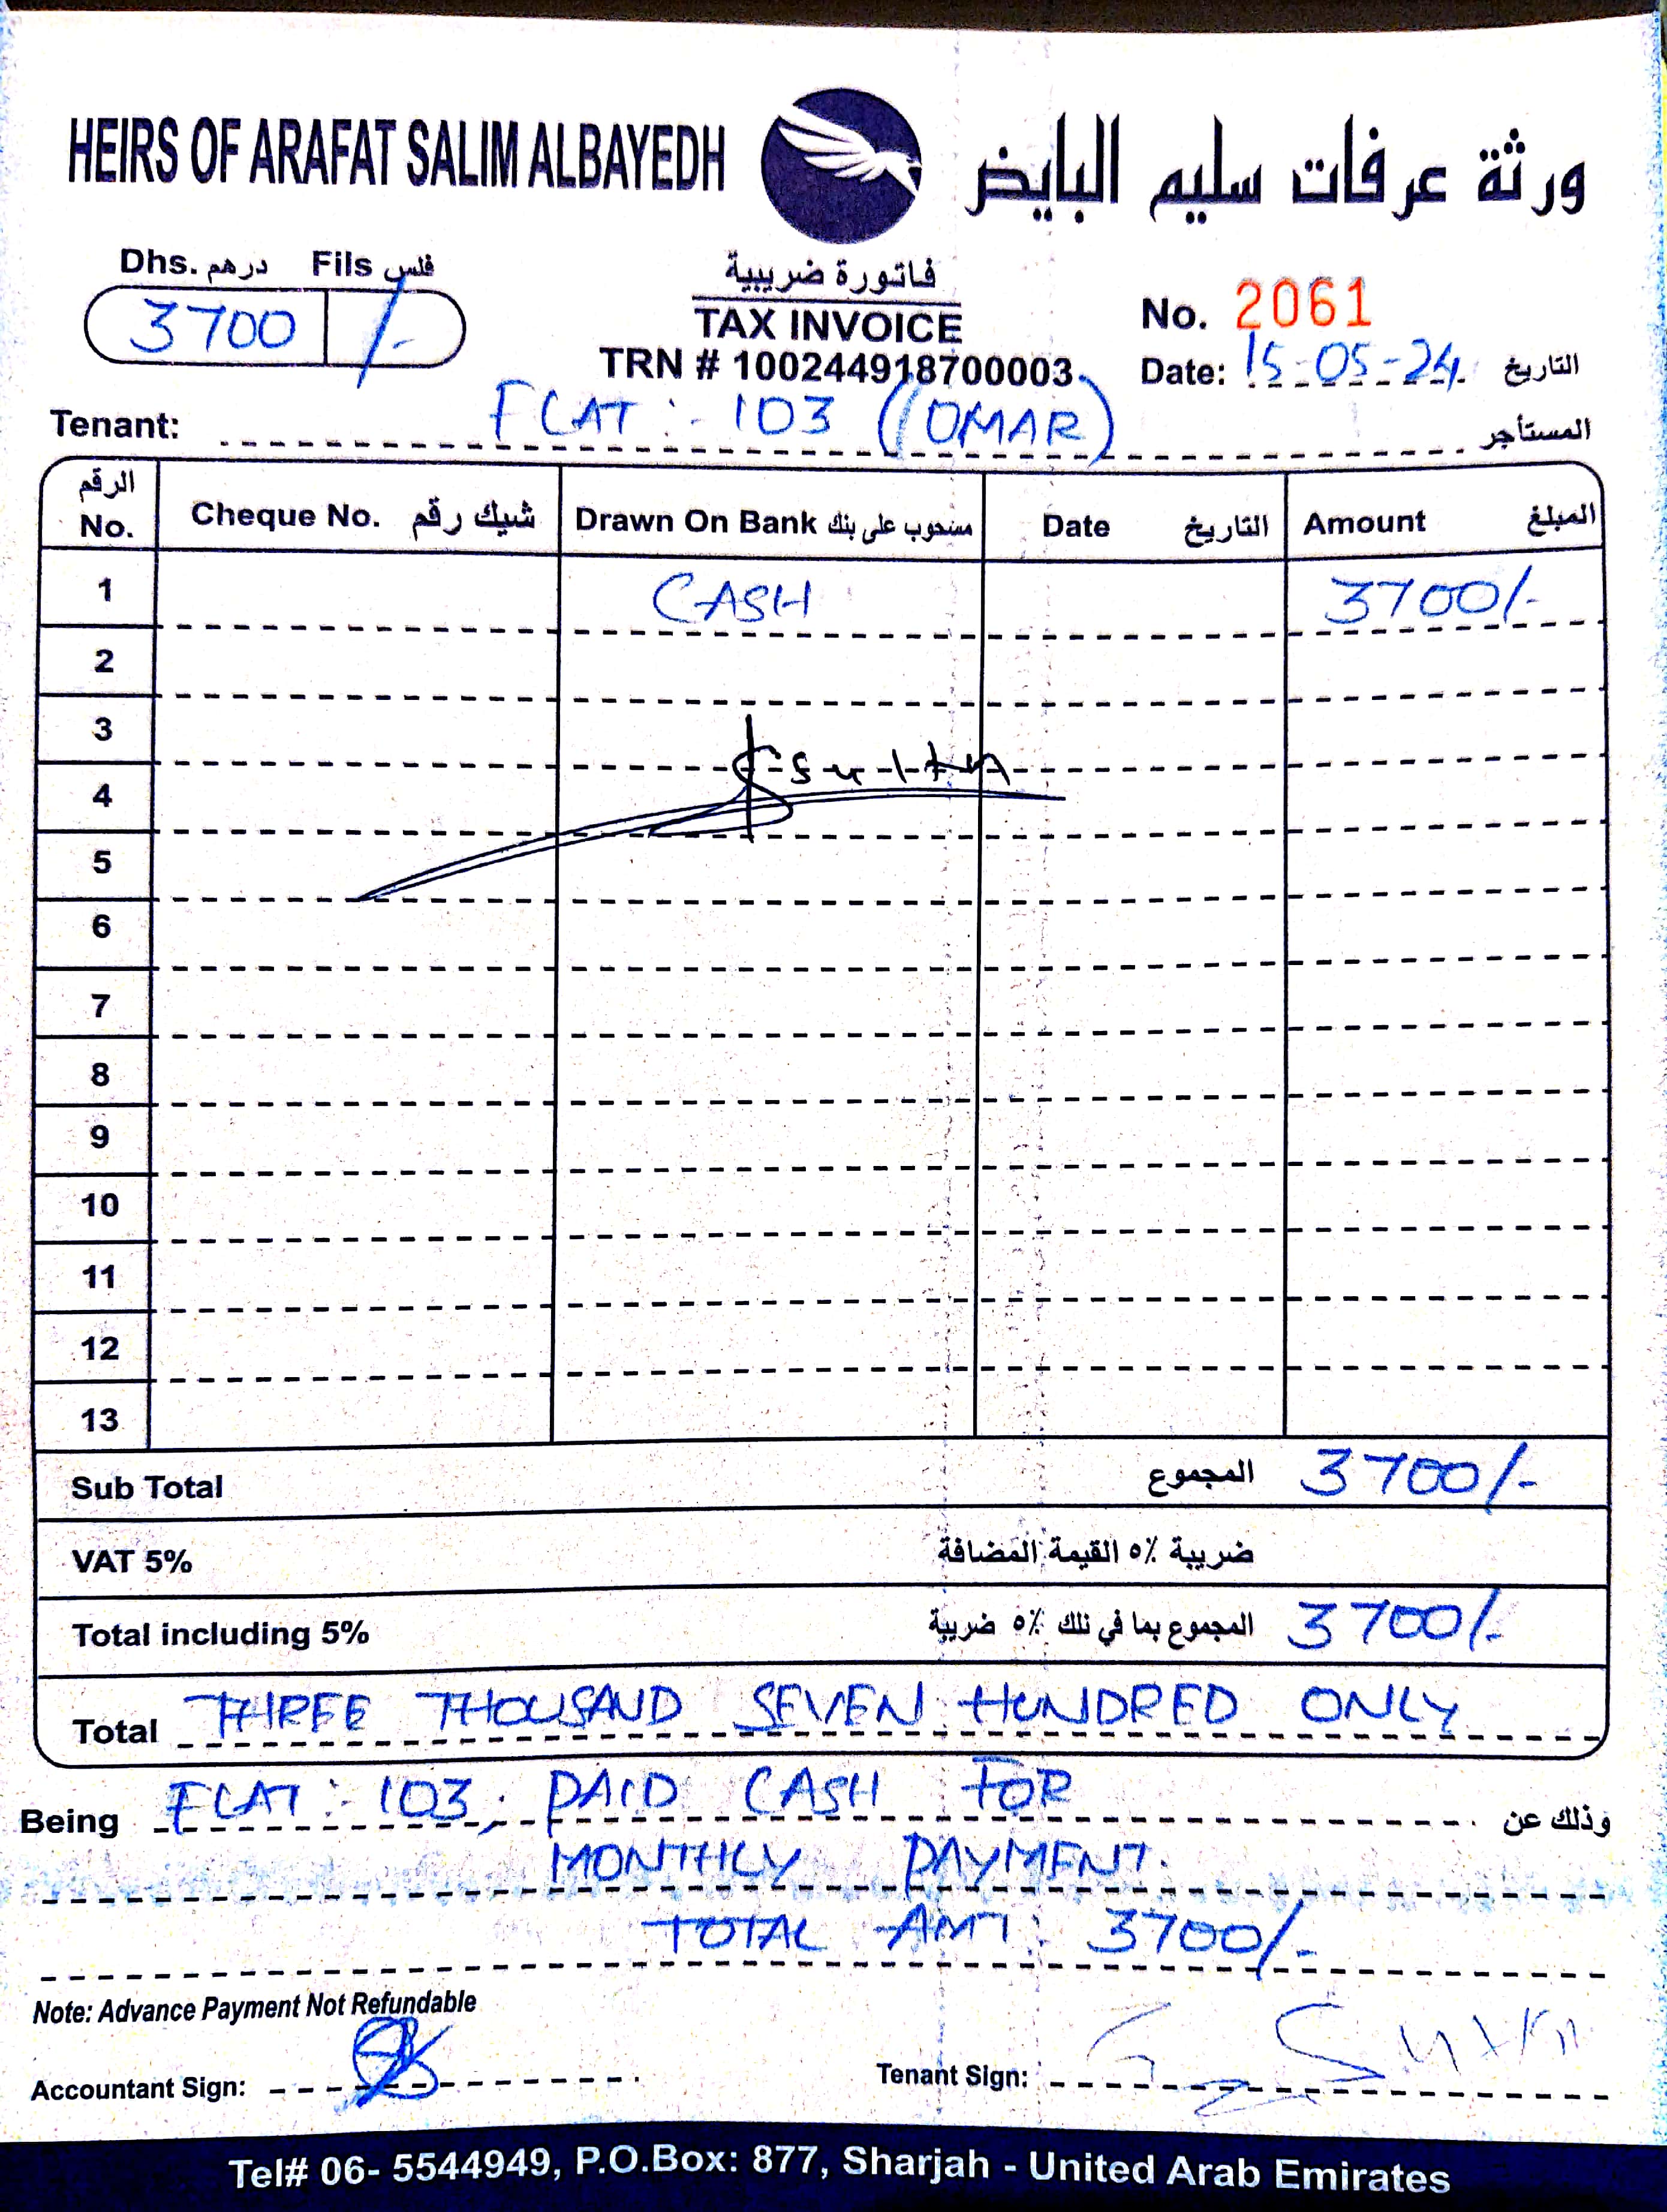 HEIRS OF ARAFAT SALIM ALBAYEDH
ورثة عرفات سليم البايض
Dhs. درهم Fils فلس
3700 /-
فاتورة ضريبية
TAX INVOICE
TRN # 100244918700003
No. 2061
Date: 15-05-24 التاريخ
Tenant: FLAT:- 103 (OMAR) المستأجر
الرقم No. Cheque No. شيك رقم Drawn On Bank مسحوب على بنك Date التاريخ Amount المبلغ
1 CASH 3700/-
2
3
4
5
6
7
8
9
10
11
12
13
Sub Total المجموع 3700/-
VAT 5% ضريبة ٥٪ القيمة المضافة
Total including 5% المجموع بما في ذلك ٥٪ ضريبة 3700/-
Total THREE THOUSAND SEVEN HUNDRED ONLY
Being FLAT:- 103, PAID CASH FOR وذلك عن
MONTHLY PAYMENT.
TOTAL AMT: 3700/-
Note: Advance Payment Not Refundable
Accountant Sign:
Tenant Sign:
Tel# 06- 5544949, P.O.Box: 877, Sharjah - United Arab Emirates